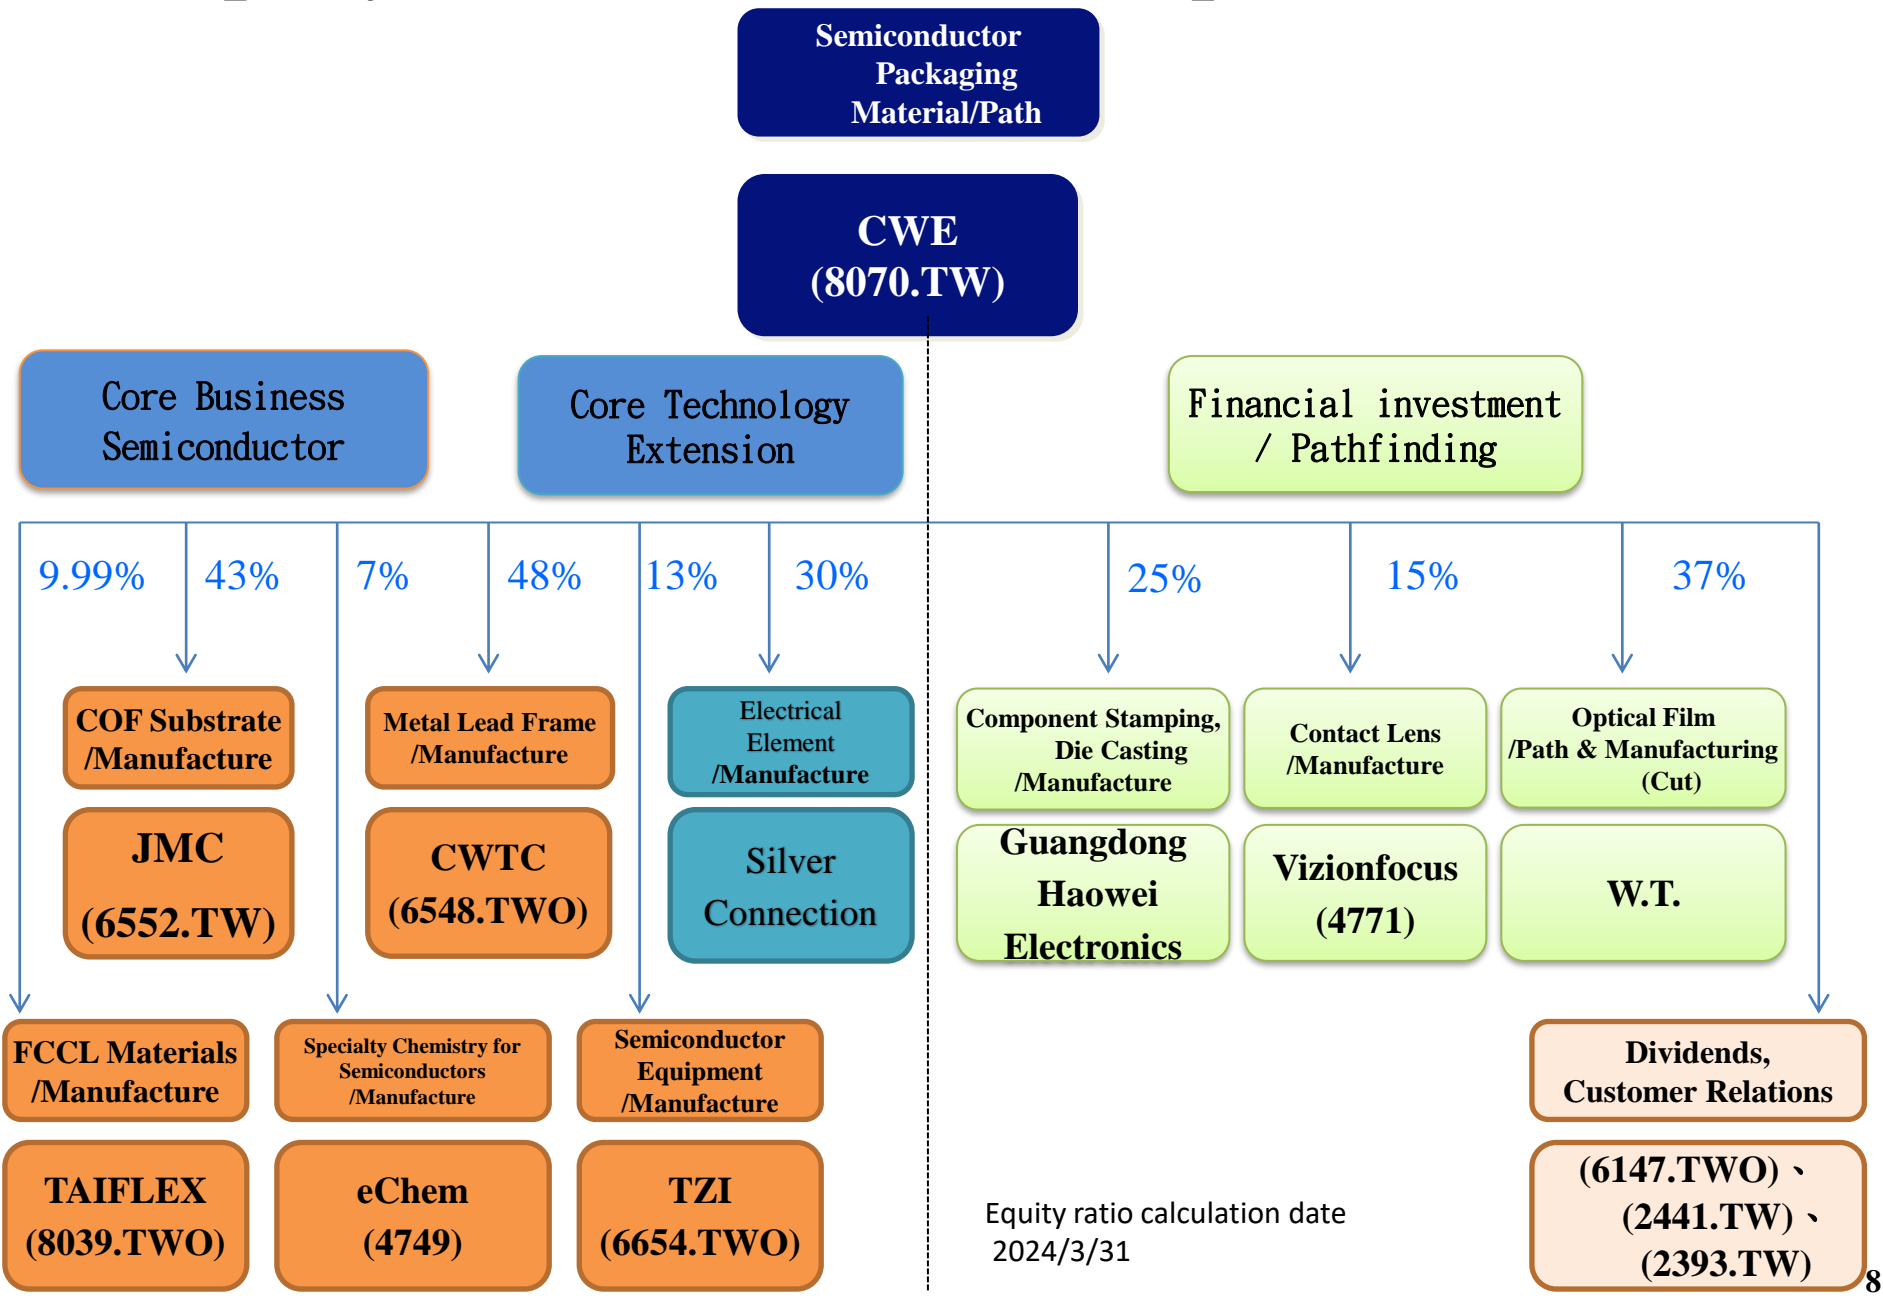 Semiconductor
Packaging
Material/Path
CWE
(8070.TW)
Core Business
Semiconductor
Core Technology
Extension
Financial investment
/ Pathfinding
9.99%
43%
7%
48%
13%
30%
25%
15%
37%
COF Substrate
/Manufacture
Metal Lead Frame
/Manufacture
Electrical
Element
/Manufacture
Component Stamping,
Die Casting
/Manufacture
Contact Lens
/Manufacture
Optical Film
/Path & Manufacturing
(Cut)
JMC
(6552.TW)
CWTC
(6548.TWO)
Silver
Connection
Guangdong
Haowei
Electronics
Vizionfocus
(4771)
W.T.
FCCL Materials
/Manufacture
Specialty Chemistry for
Semiconductors
/Manufacture
Semiconductor
Equipment
/Manufacture
Dividends,
Customer Relations
TAIFLEX
(8039.TWO)
eChem
(4749)
TZI
(6654.TWO)
Equity ratio calculation date
2024/3/31
(6147.TWO)、
(2441.TW)、
(2393.TW)
8